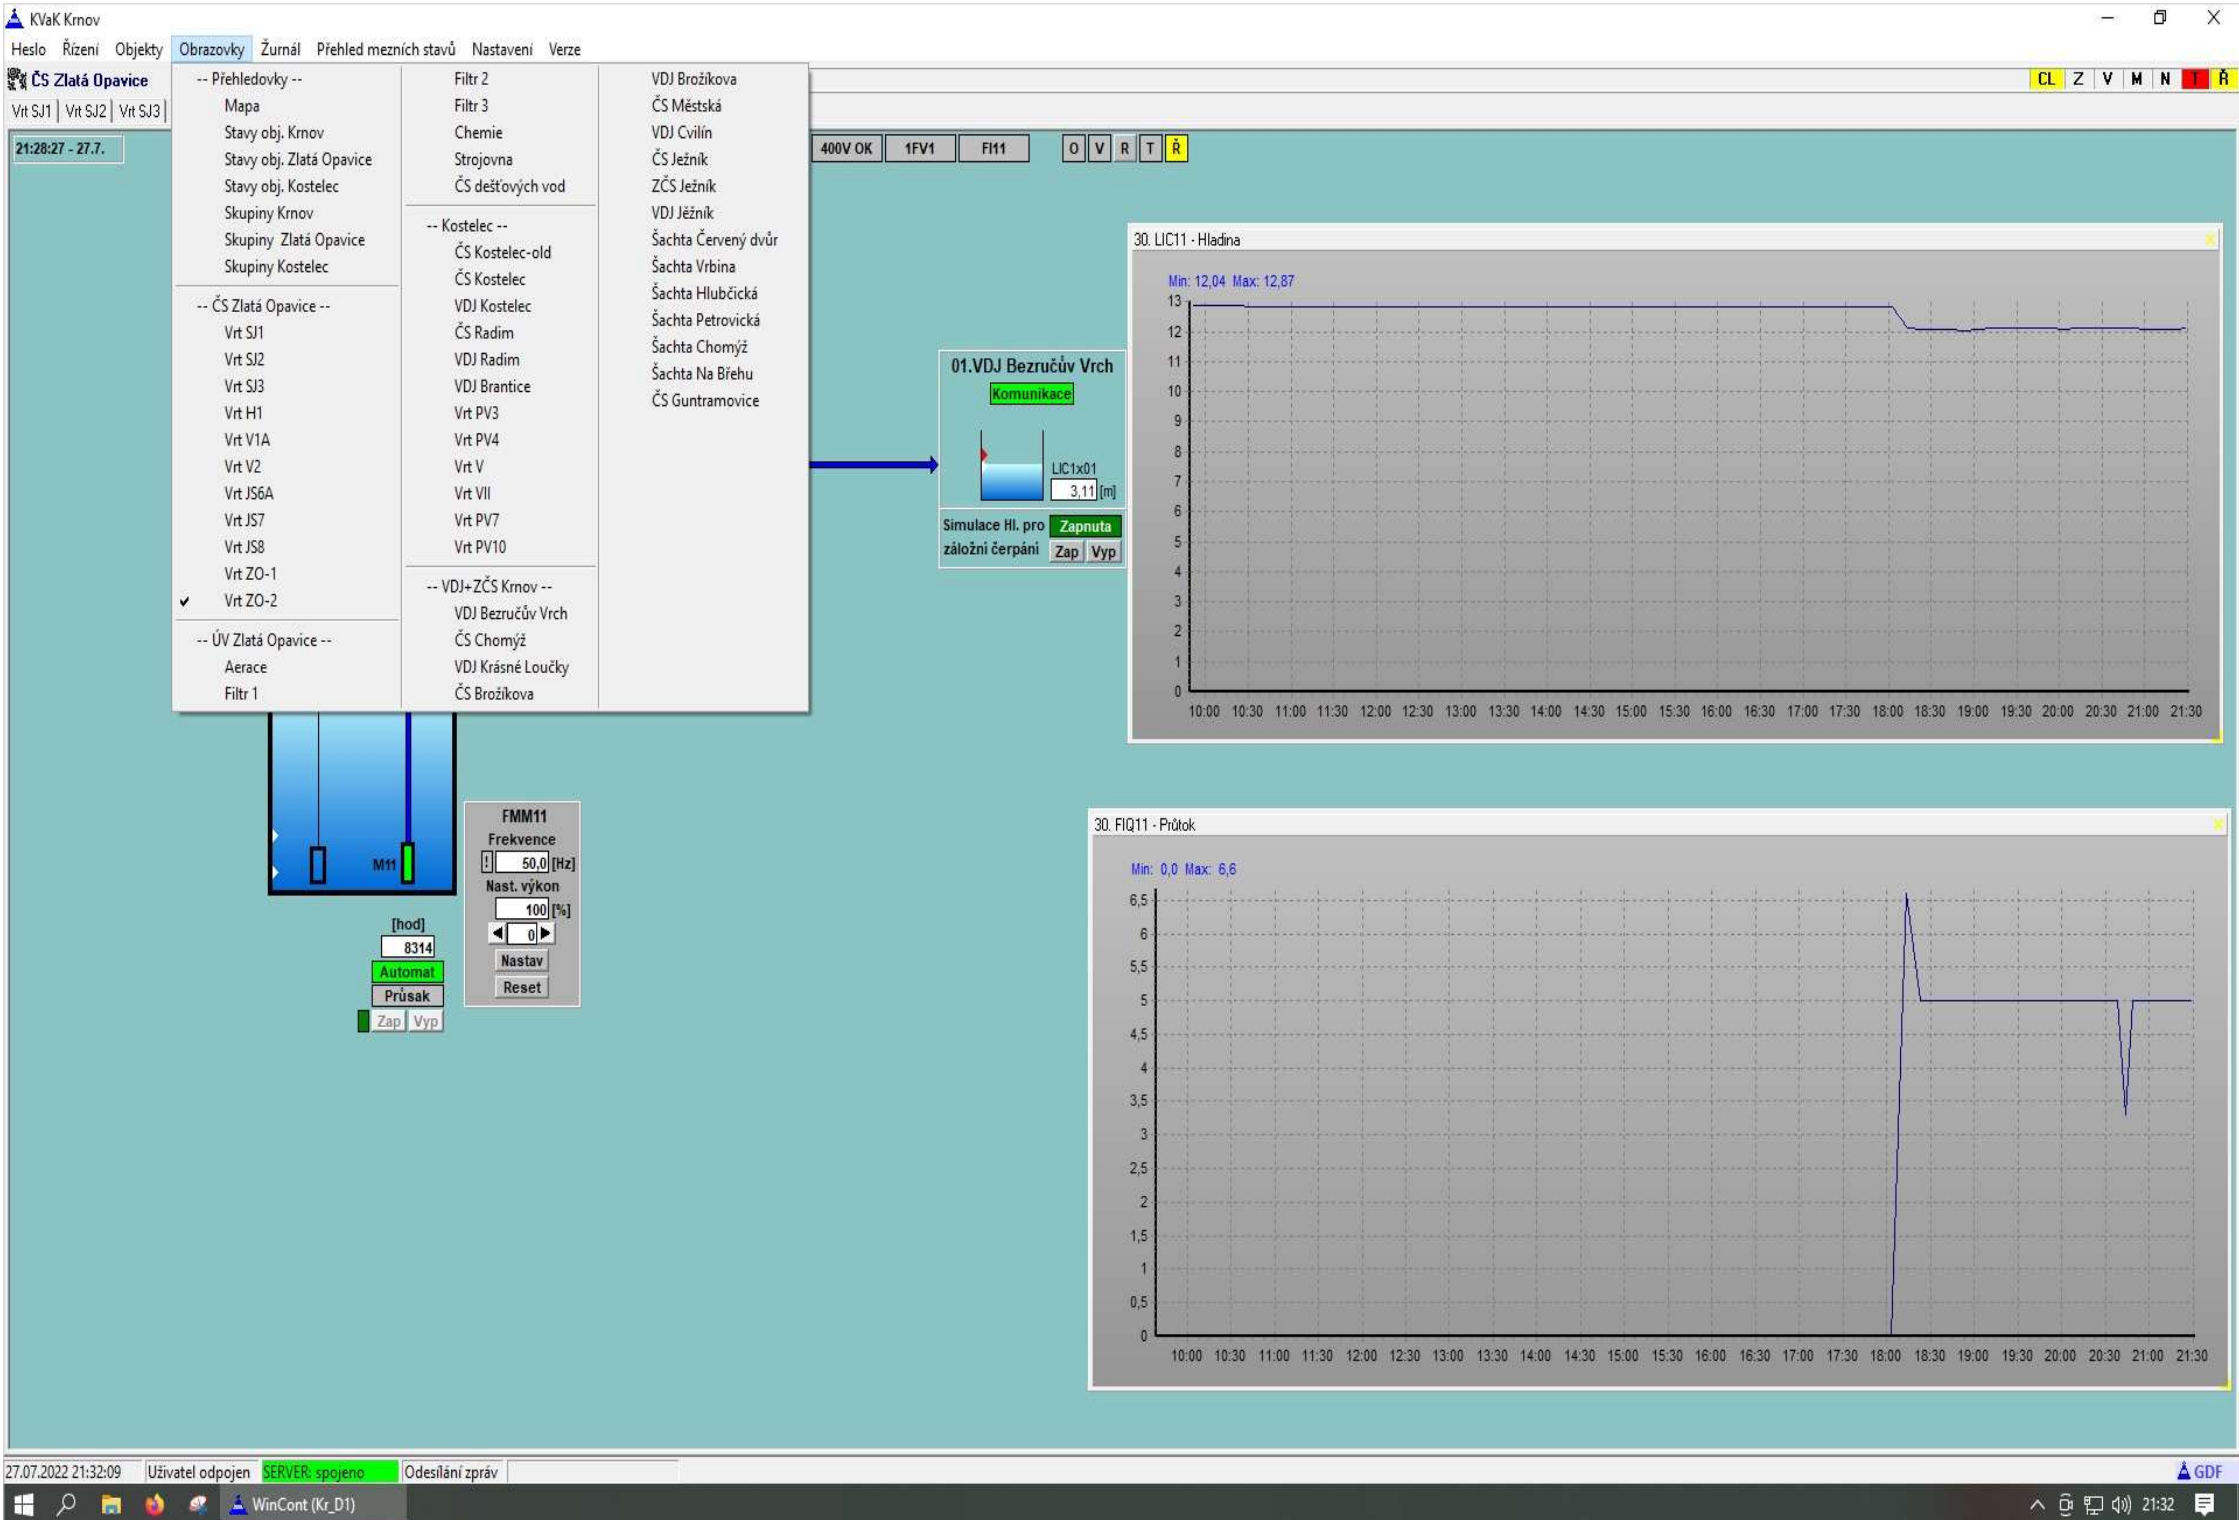 KVaK Krnov
Heslo Řízení Objekty Obrazovky Žurnál Přehled mezních stavů Nastavení Verze
ČS Zlatá Opavice
CL Z V M N T Ř
Vrt SJ1 Vrt SJ2 Vrt SJ3
21:28:27 - 27.7.
-- Přehledovky --
Mapa
Stavy obj. Krnov
Stavy obj. Zlatá Opavice
Stavy obj. Kostelec
Skupiny Krnov
Skupiny Zlatá Opavice
Skupiny Kostelec
-- ČS Zlatá Opavice --
Vrt SJ1
Vrt SJ2
Vrt SJ3
Vrt H1
Vrt V1A
Vrt V2
Vrt JS6A
Vrt JS7
Vrt JS8
Vrt ZO-1
Vrt ZO-2
-- ÚV Zlatá Opavice --
Aerace
Filtr 1
Filtr 2
Filtr 3
Chemie
Strojovna
ČS dešťových vod
-- Kostelec --
ČS Kostelec-old
ČS Kostelec
VDJ Kostelec
ČS Radim
VDJ Radim
VDJ Brantice
Vrt PV3
Vrt PV4
Vrt V
Vrt VII
Vrt PV7
Vrt PV10
-- VDJ+ZČS Krnov --
VDJ Bezručův Vrch
ČS Chomýž
VDJ Krásné Loučky
ČS Brožíkova
VDJ Brožíkova
ČS Městská
VDJ Cvilín
ČS Ježník
ZČS Ježník
VDJ Jěžník
Šachta Červený dvůr
Šachta Vrbina
Šachta Hlubčická
Šachta Petrovická
Šachta Chomýž
Šachta Na Břehu
ČS Guntramovice
400V OK 1FV1 FI11 O V R T Ř
01.VDJ Bezručův Vrch
Komunikace
LIC1x01
3,11 [m]
Simulace Hl. pro Zapnuta
záložní čerpání Zap Vyp
30. LIC11 - Hladina
Min: 12,04 Max: 12,87
13
12
11
10
9
8
7
6
5
4
3
2
1
0
10:00 10:30 11:00 11:30 12:00 12:30 13:00 13:30 14:00 14:30 15:00 15:30 16:00 16:30 17:00 17:30 18:00 18:30 19:00 19:30 20:00 20:30 21:00 21:30
M11
FMM11
Frekvence
! 50,0 [Hz]
Nast. výkon
100 [%]
0
Nastav
Reset
[hod]
8314
Automat
Průsak
Zap Vyp
30. FIQ11 - Průtok
Min: 0,0 Max: 6,6
6,5
6
5,5
5
4,5
4
3,5
3
2,5
2
1,5
1
0,5
0
10:00 10:30 11:00 11:30 12:00 12:30 13:00 13:30 14:00 14:30 15:00 15:30 16:00 16:30 17:00 17:30 18:00 18:30 19:00 19:30 20:00 20:30 21:00 21:30
27.07.2022 21:32:09 Uživatel odpojen SERVER: spojeno Odesílání zpráv
GDF
WinCont (Kr_D1)
21:32